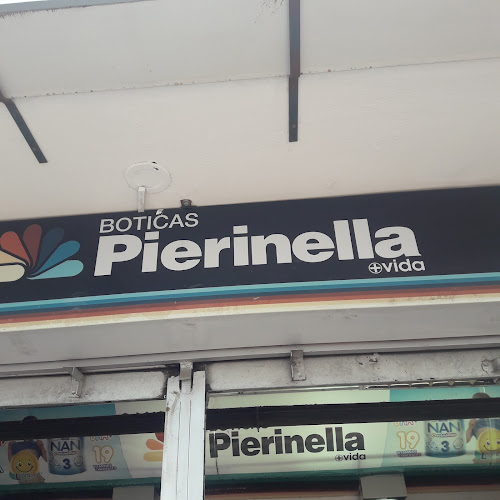 BOTICAS
Pierinella
+vida
NAN
3
19
Pierinella
+vida
19
NAN
3